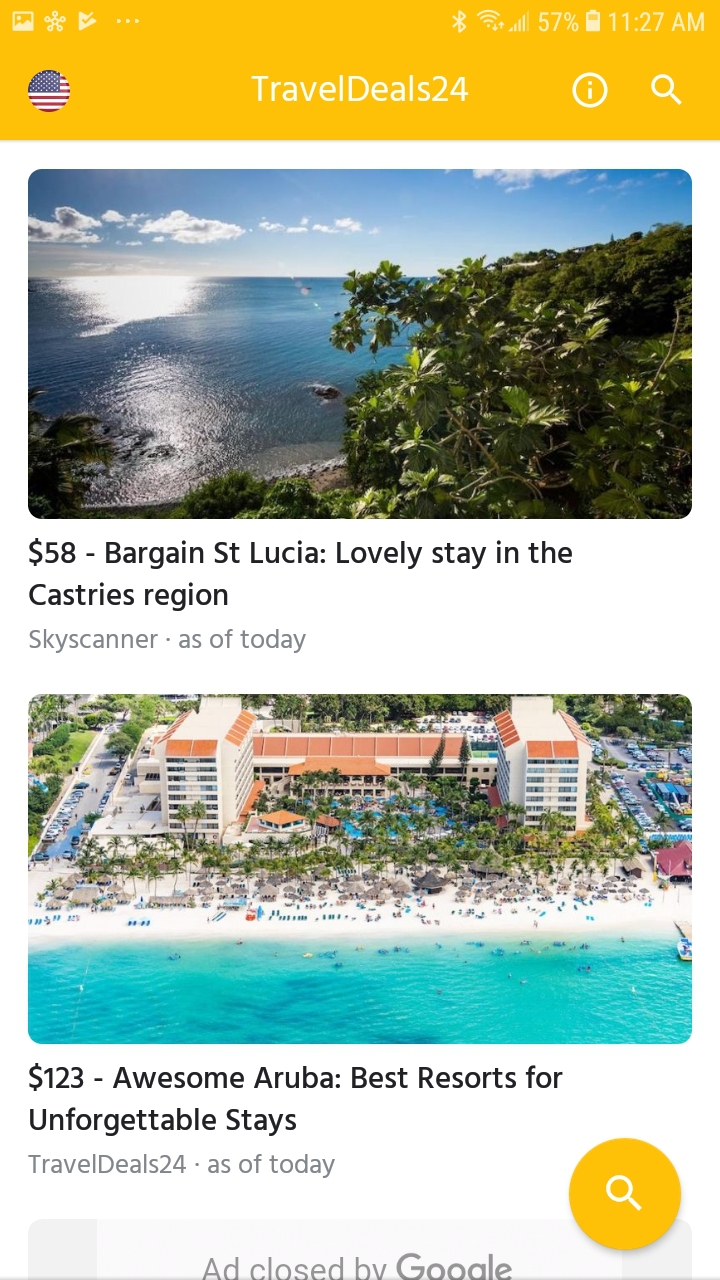 57% 11:27 AM
TravelDeals24
$58 - Bargain St Lucia: Lovely stay in the
Castries region
Skyscanner · as of today
$123 - Awesome Aruba: Best Resorts for
Unforgettable Stays
TravelDeals24 · as of today
Ad closed by Google